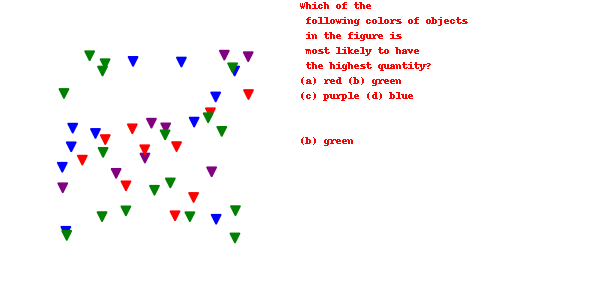 Which of the
following colors of objects
in the figure is
most likely to have
the highest quantity?
(a) red (b) green
(c) purple (d) blue
(b) green